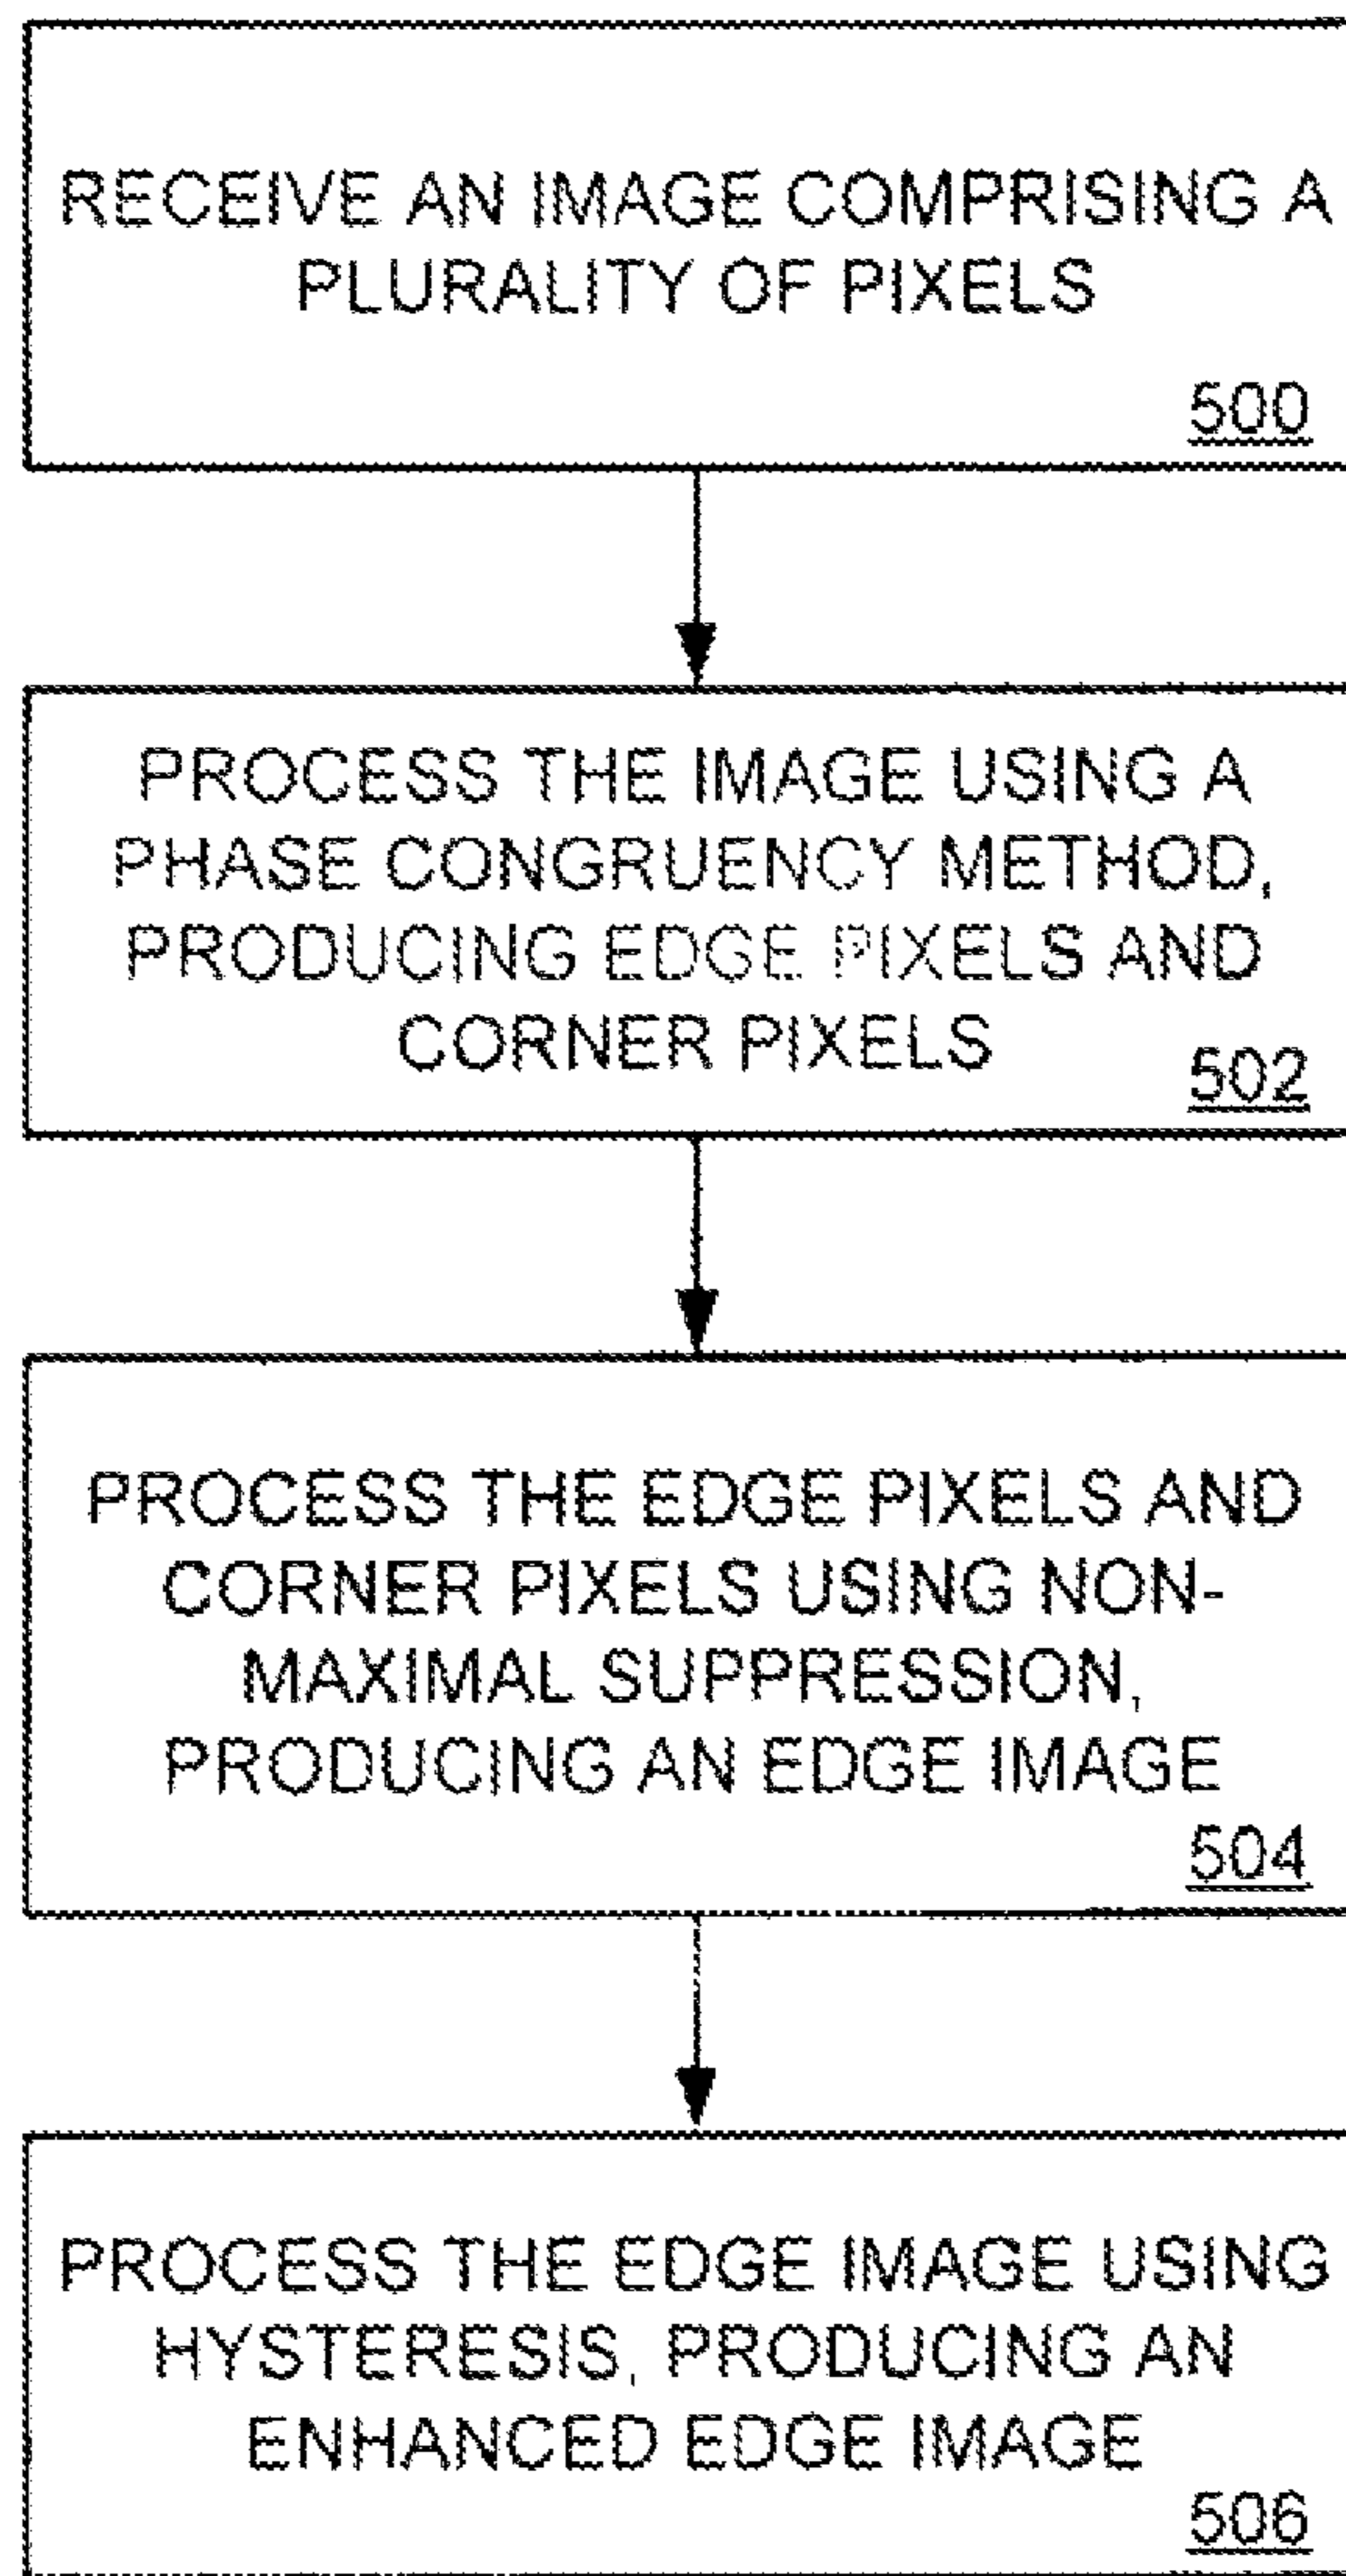 RECEIVE AN IMAGE COMPRISING A
PLURALITY OF PIXELS
500
PROCESS THE IMAGE USING A
PHASE CONGRUENCY METHOD,
PRODUCING EDGE PIXELS AND
CORNER PIXELS
502
PROCESS THE EDGE PIXELS AND
CORNER PIXELS USING NON-
MAXIMAL SUPPRESSION,
PRODUCING AN EDGE IMAGE
504
PROCESS THE EDGE IMAGE USING
HYSTERESIS, PRODUCING AN
ENHANCED EDGE IMAGE
506